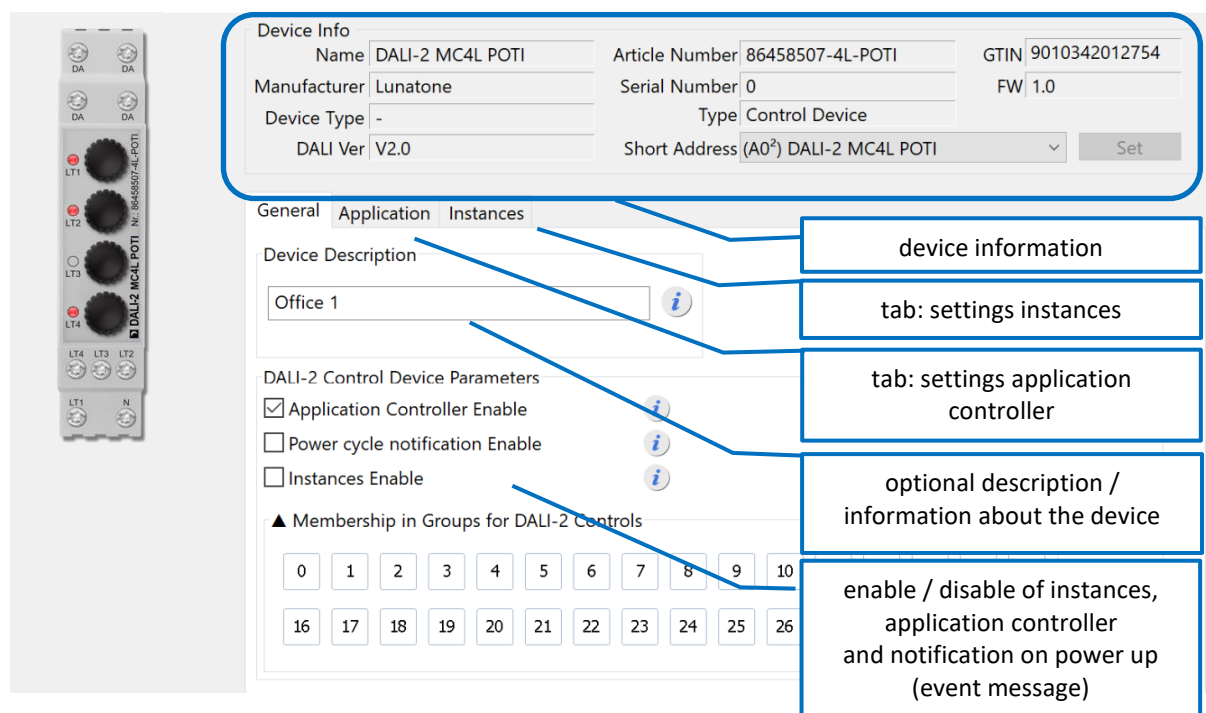 DA DA
DA DA
LT1
LT2
LT3
LT4
Nr.: 86458507-4L-POTI
DALI-2 MC4L POTI
LT4 LT3 LT2
LT1 N
Device Info
Name DALI-2 MC4L POTI Article Number 86458507-4L-POTI GTIN 9010342012754
Manufacturer Lunatone Serial Number 0 FW 1.0
Device Type - Type Control Device
DALI Ver V2.0 Short Address (A0²) DALI-2 MC4L POTI Set
General Application Instances
Device Description
Office 1
DALI-2 Control Device Parameters
Application Controller Enable
Power cycle notification Enable
Instances Enable
▲ Membership in Groups for DALI-2 Controls
0 1 2 3 4 5 6 7 8 9 10
16 17 18 19 20 21 22 23 24 25 26
device information
tab: settings instances
tab: settings application
controller
optional description /
information about the device
enable / disable of instances,
application controller
and notification on power up
(event message)